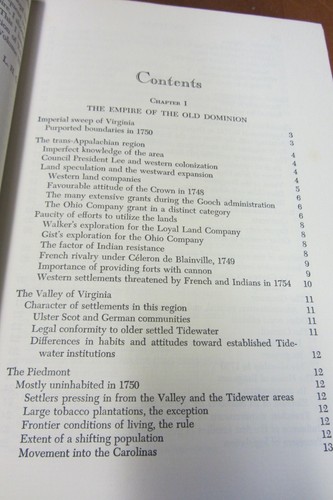 Contents
CHAPTER I
THE EMPIRE OF THE OLD DOMINION
Imperial sweep of Virginia 3
Purported boundaries in 1750 3
The trans-Appalachian region 4
Imperfect knowledge of the area 4
Council President Lee and western colonization 4
Land speculation and the westward expansion 4
Western land companies 5
Favourable attitude of the Crown in 1748 6
The many extensive grants during the Gooch administration 6
The Ohio Company grant in a distinct category 6
Paucity of efforts to utilize the lands 8
Walker's exploration for the Loyal Land Company 8
Gist's exploration for the Ohio Company 8
The factor of Indian resistance 8
French rivalry under Céleron de Blainville, 1749 9
Importance of providing forts with cannon 9
Western settlements threatened by French and Indians in 1754 10
The Valley of Virginia 11
Character of settlements in this region 11
Ulster Scot and German communities 11
Legal conformity to older settled Tidewater 11
Differences in habits and attitudes toward established Tide-
water institutions 12
The Piedmont 12
Mostly uninhabited in 1750 12
Settlers pressing in from the Valley and the Tidewater areas 12
Large tobacco plantations, the exception 12
Frontier conditions of living, the rule 12
Extent of a shifting population 12
Movement into the Carolinas 13